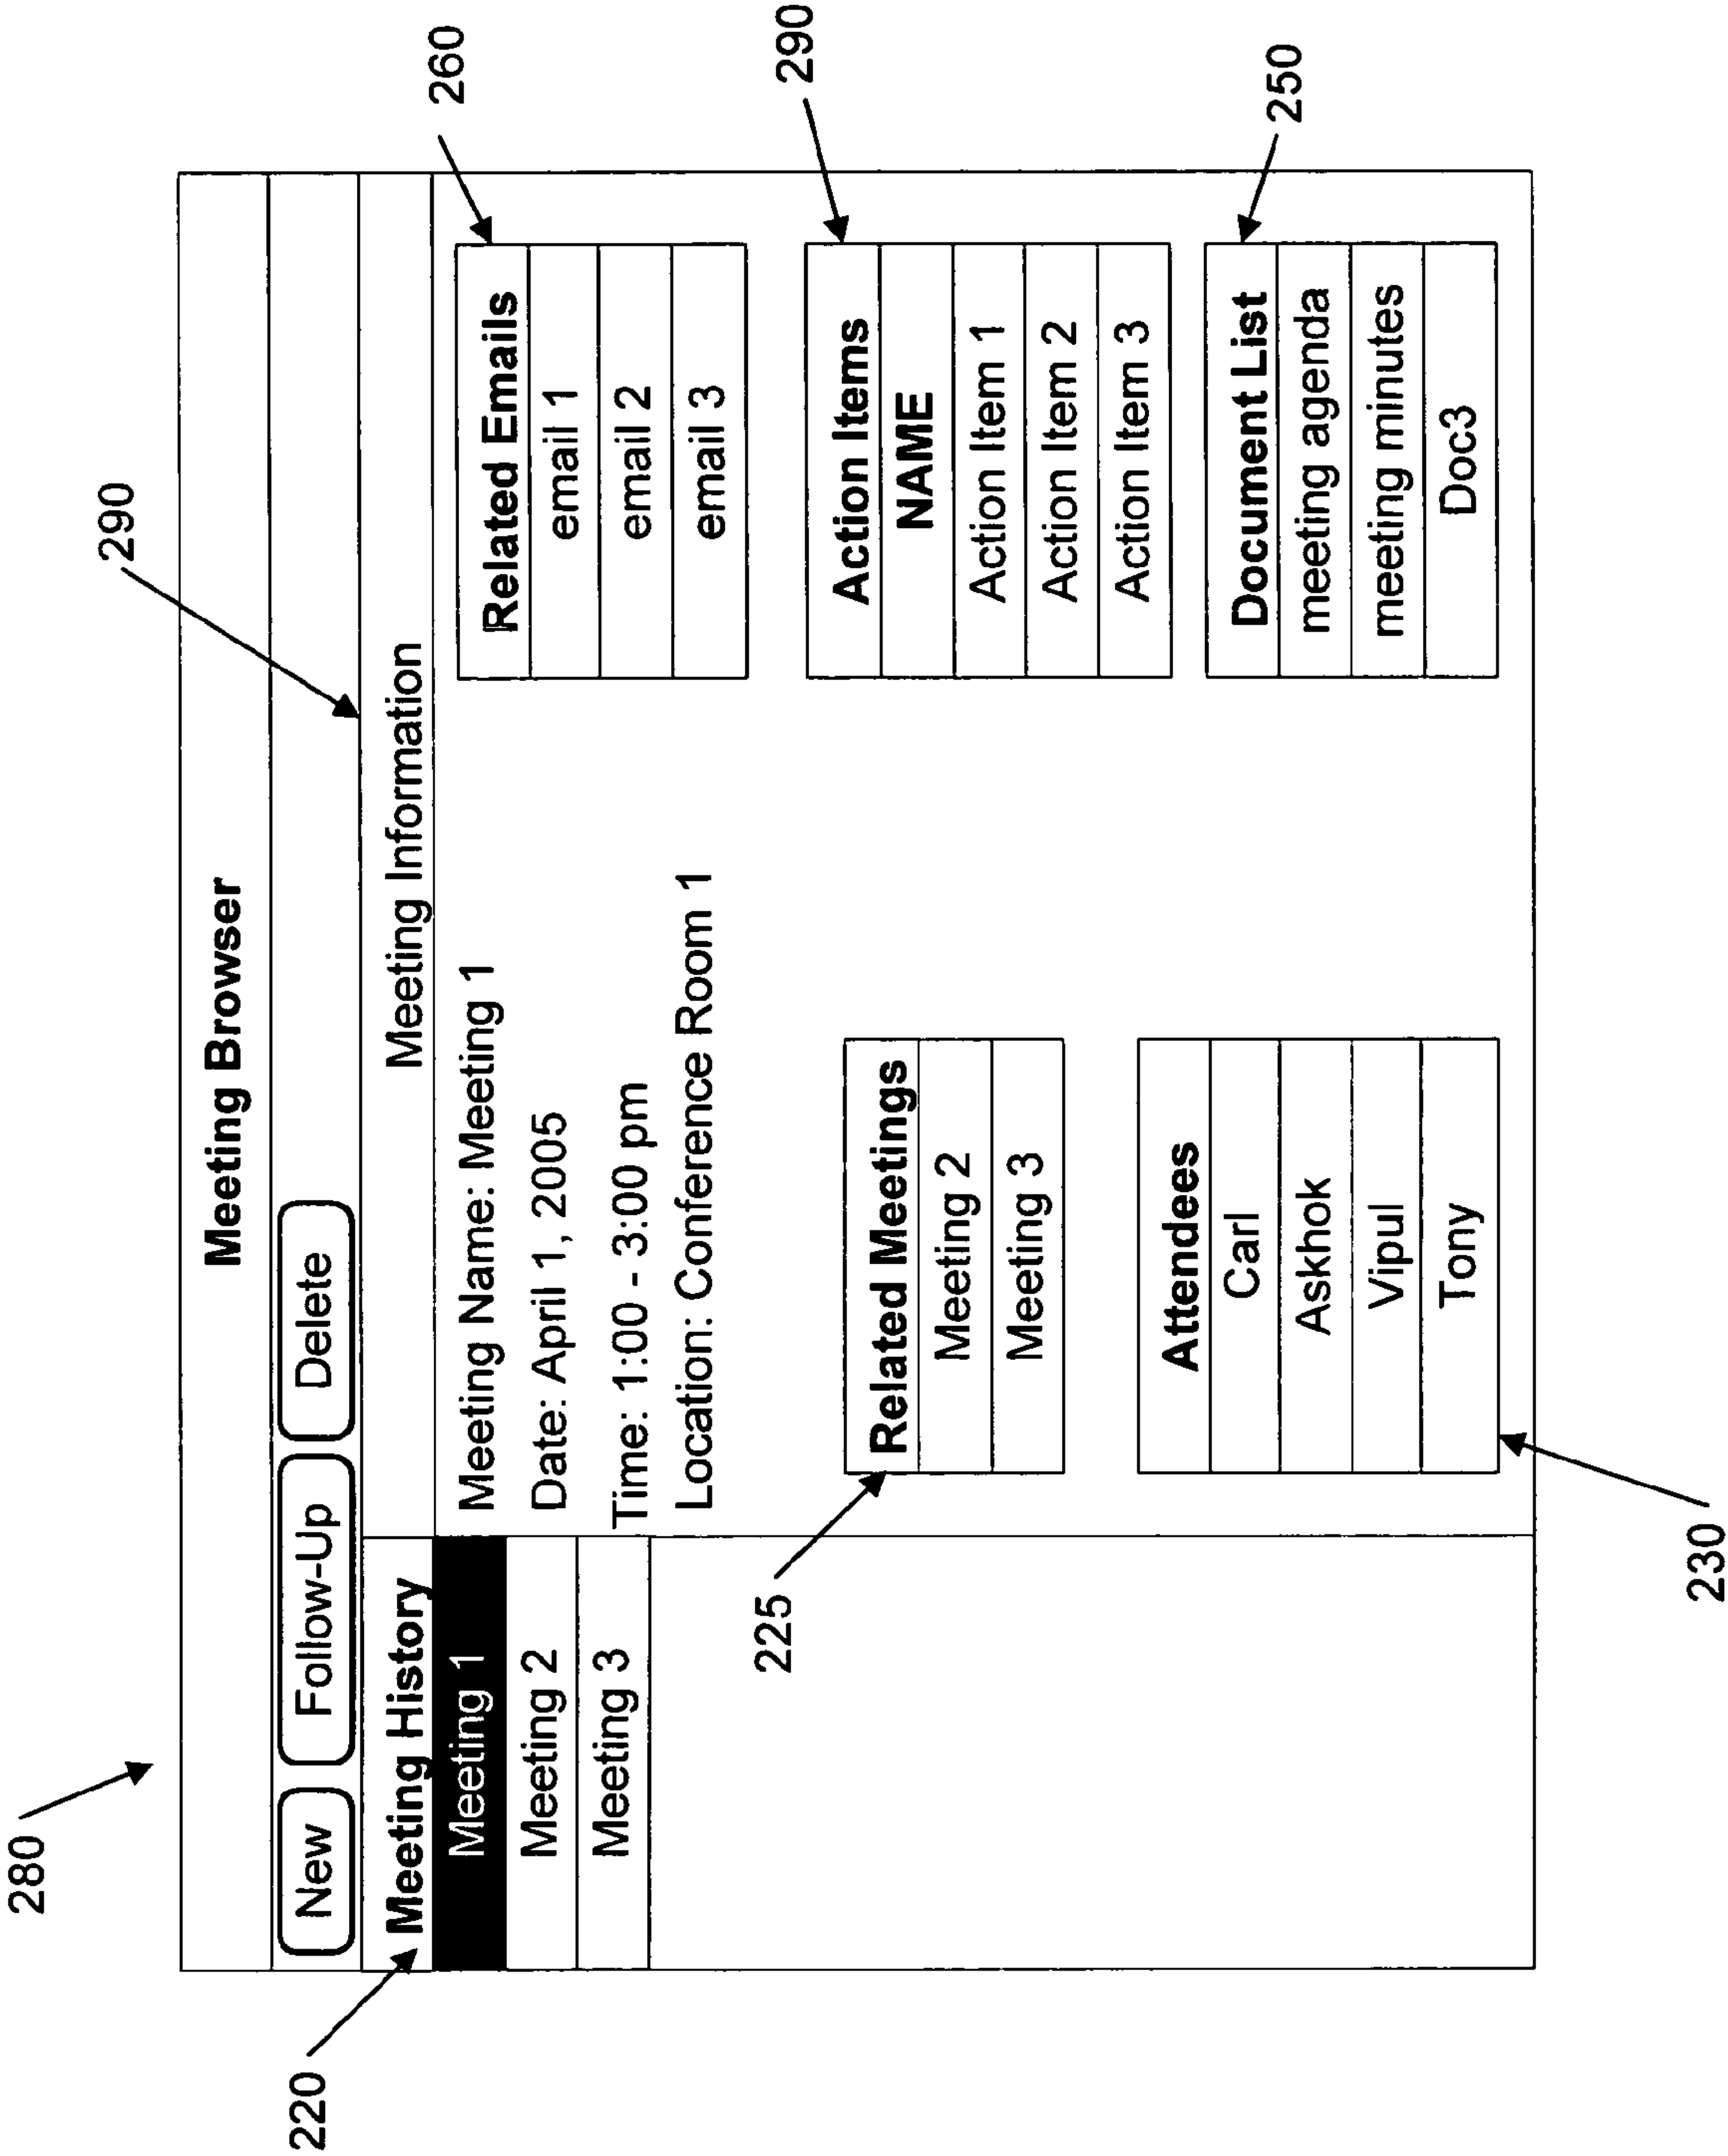 280
290
Meeting Browser
New Follow-Up Delete
220
Meeting History
Meeting 1
Meeting 2
Meeting 3
Meeting Information
Meeting Name: Meeting 1
Date: April 1, 2005
Time: 1:00 - 3:00 pm
Location: Conference Room 1
225
Related Meetings
Meeting 2
Meeting 3
Attendees
Carl
Askhok
Vipul
Tony
230
260
Related Emails
email 1
email 2
email 3
290
Action Items
NAME
Action Item 1
Action Item 2
Action Item 3
250
Document List
meeting agenda
meeting minutes
Doc3